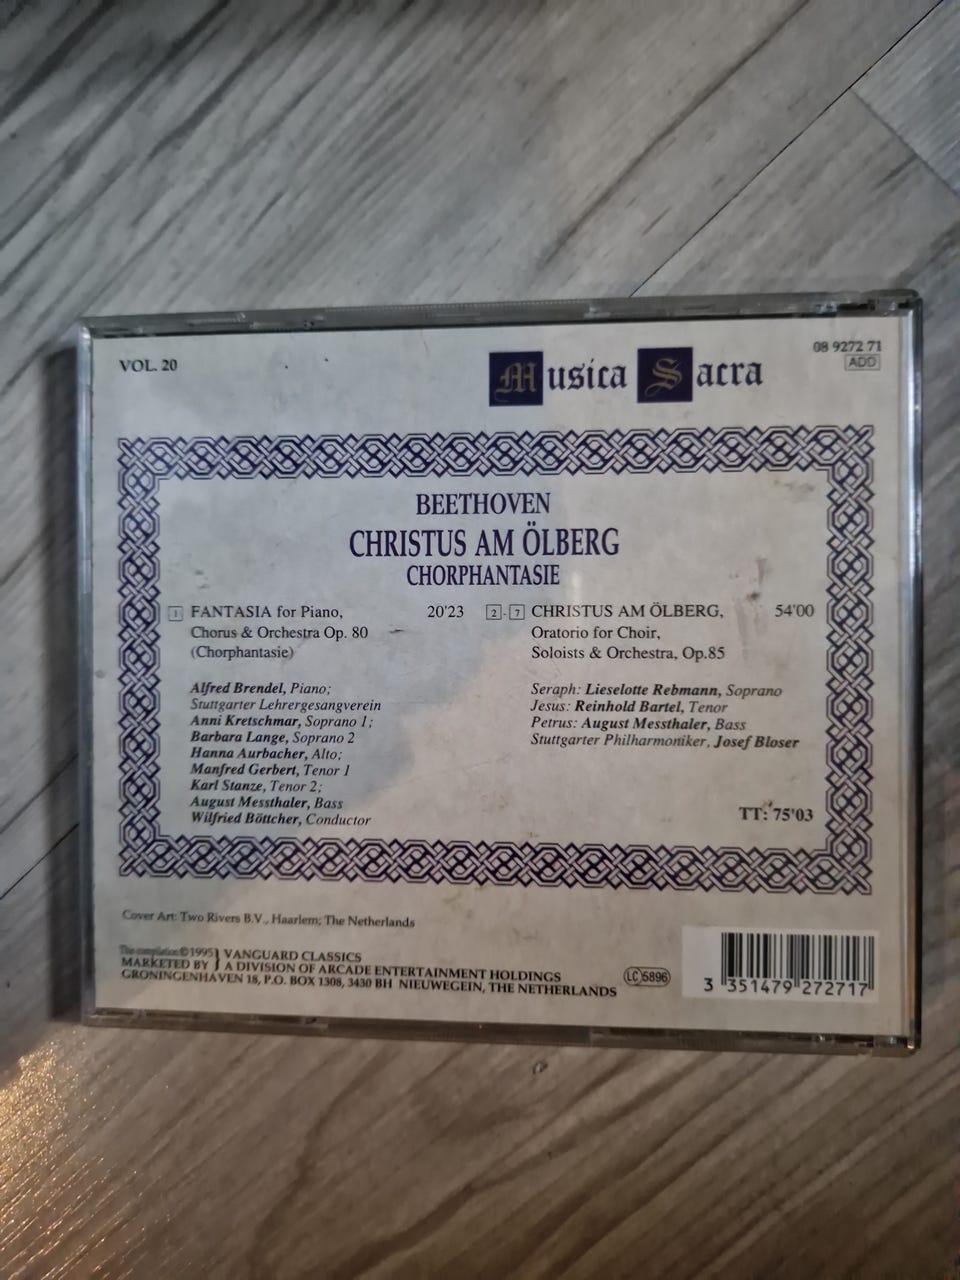 VOL. 20
Musica Sacra
08 9272 71
ADD
BEETHOVEN
CHRISTUS AM ÖLBERG
CHORPHANTASIE
1 FANTASIA for Piano, 20'23
Chorus & Orchestra Op. 80
(Chorphantasie)
Alfred Brendel, Piano;
Stuttgarter Lehrergesangverein
Anni Kretschmar, Soprano 1;
Barbara Lange, Soprano 2
Hanna Aurbacher, Alto;
Manfred Gerbert, Tenor 1
Karl Stanze, Tenor 2;
August Messthaler, Bass
Wilfried Böttcher, Conductor
2 - 7 CHRISTUS AM ÖLBERG, 54'00
Oratorio for Choir,
Soloists & Orchestra, Op.85
Seraph: Lieselotte Rebmann, Soprano
Jesus: Reinhold Bartel, Tenor
Petrus: August Messthaler, Bass
Stuttgarter Philharmoniker, Josef Bloser
TT: 75'03
Cover Art: Two Rivers B.V., Haarlem; The Netherlands
The compilation © 1995 } VANGUARD CLASSICS
MARKETED BY } A DIVISION OF ARCADE ENTERTAINMENT HOLDINGS
GRONINGENHAVEN 18, P.O. BOX 1308, 3430 BH NIEUWEGEIN, THE NETHERLANDS
LC 5896
3 351479 272717